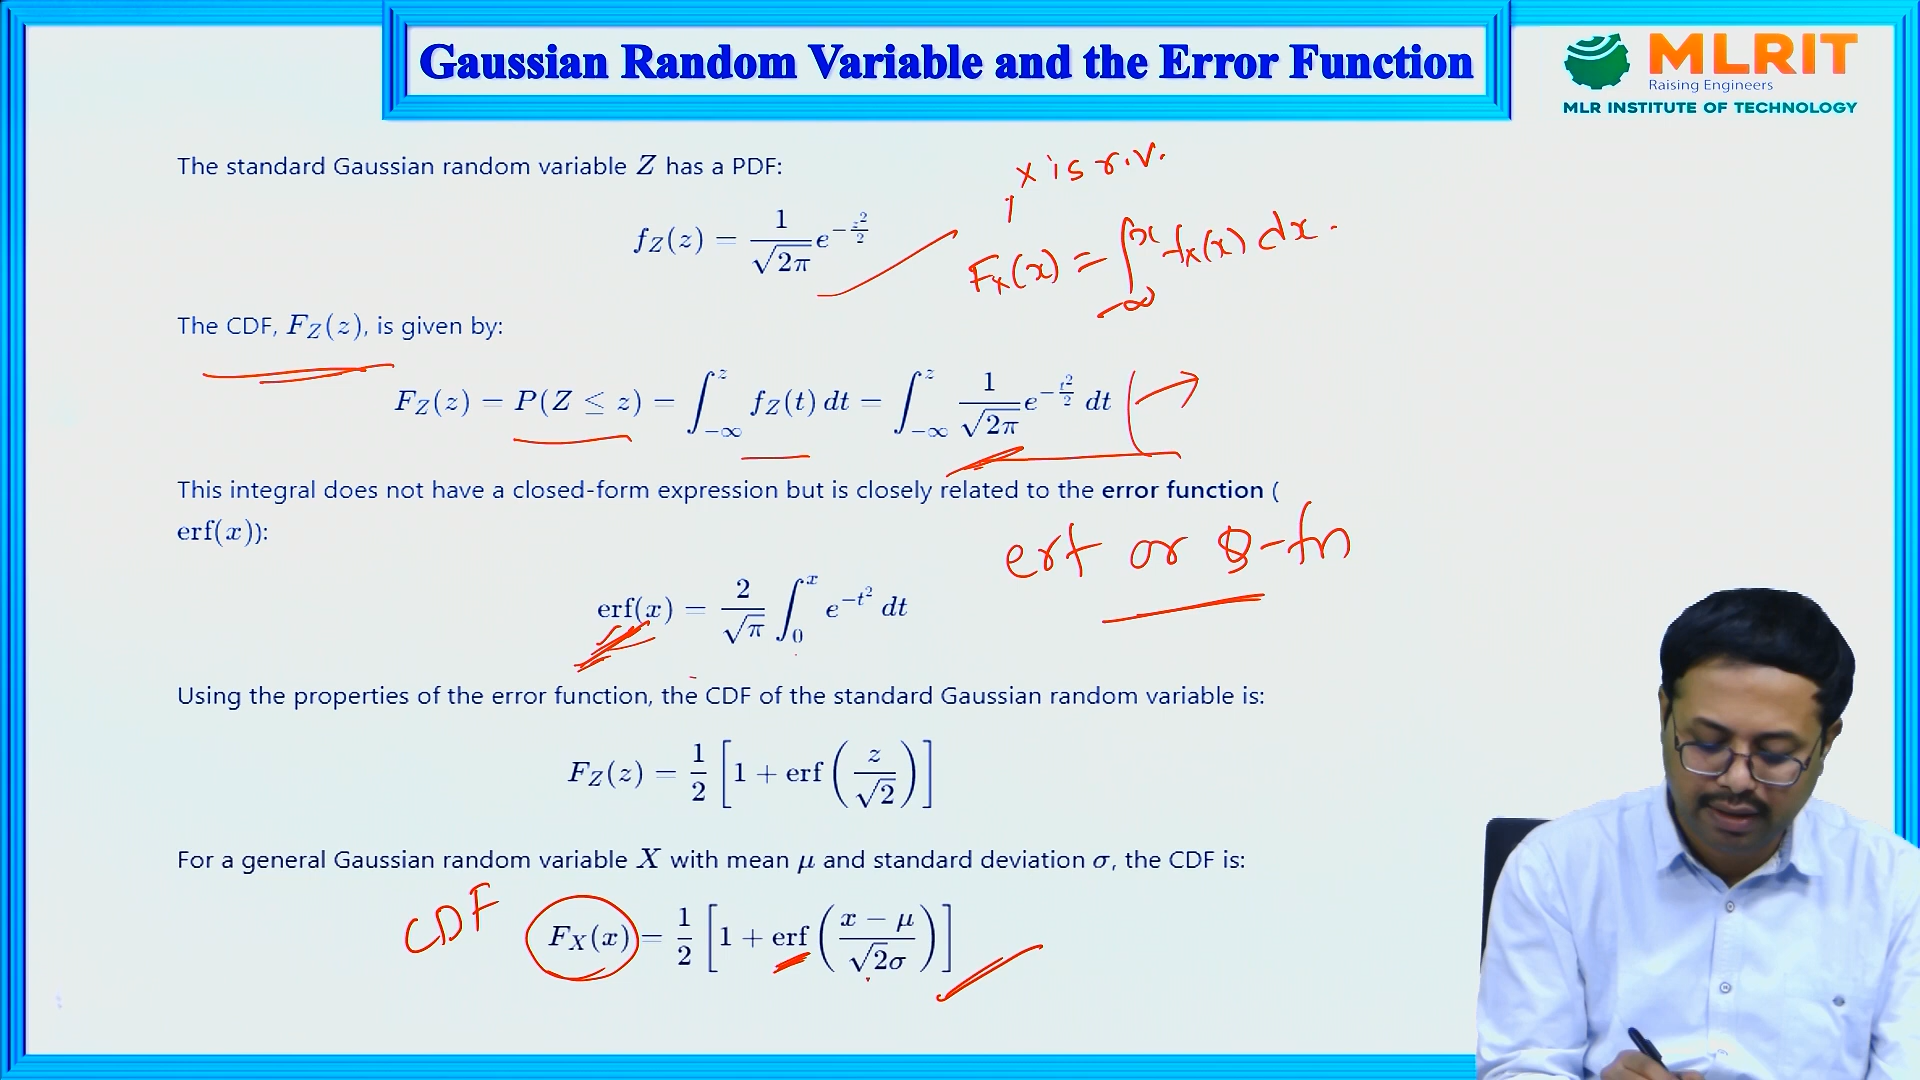 Gaussian Random Variable and the Error Function
MLRIT
Raising Engineers
MLR INSTITUTE OF TECHNOLOGY
The standard Gaussian random variable Z has a PDF:
x is r.v.
f_Z(z) = 1/√(2π) e^(-z²/2)
F_X(x) = ∫_{-∞}^{x} f_X(x) dx.
The CDF, F_Z(z), is given by:
F_Z(z) = P(Z ≤ z) = ∫_{-∞}^{z} f_Z(t) dt = ∫_{-∞}^{z} 1/√(2π) e^(-t²/2) dt
This integral does not have a closed-form expression but is closely related to the error function (
erf(x)):
erf or Q-fn
erf(x) = 2/√π ∫_0^x e^(-t²) dt
Using the properties of the error function, the CDF of the standard Gaussian random variable is:
F_Z(z) = 1/2 [1 + erf(z/√2)]
For a general Gaussian random variable X with mean μ and standard deviation σ, the CDF is:
CDF
F_X(x) = 1/2 [1 + erf((x − μ)/(√2σ))]